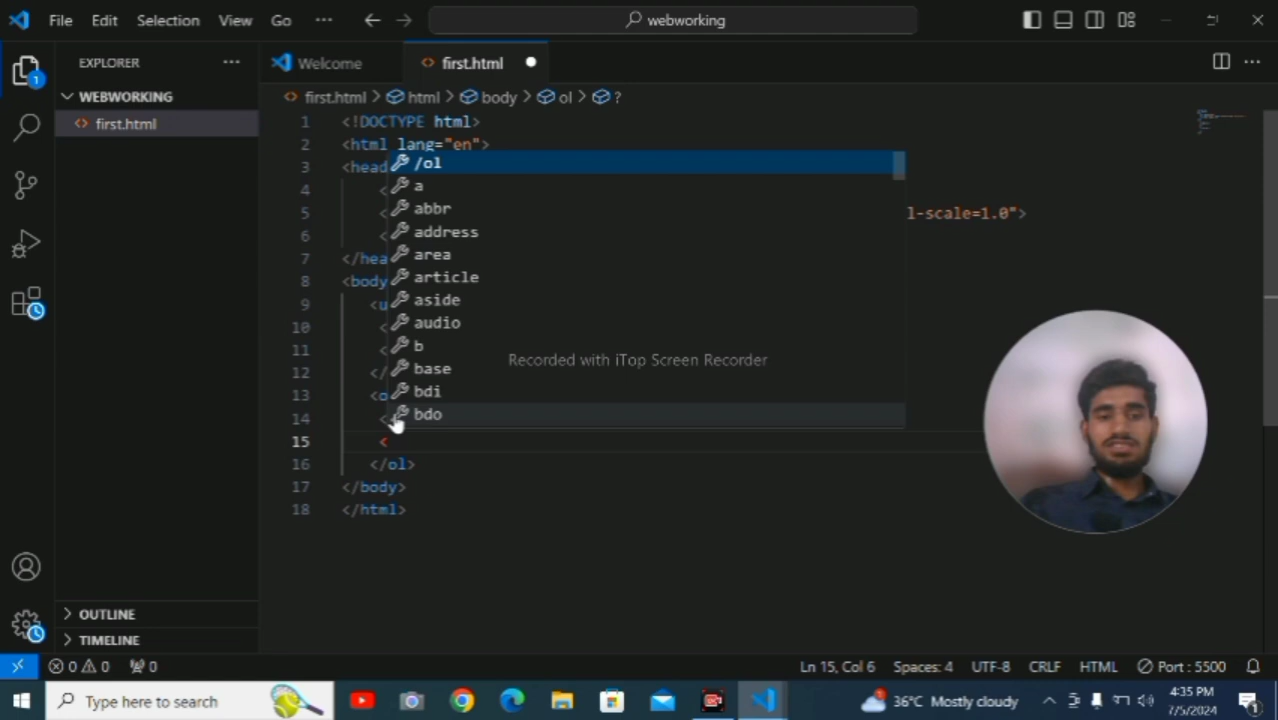 File Edit Selection View Go ··· webworking
EXPLORER ··· Welcome first.html
WEBWORKING
first.html
first.html > html > body > ol > ?
1 <!DOCTYPE html>
2 <html lang="en">
3 <head
4 <
5 < l-scale=1.0">
6 <
7 </hea
8 <body
9 <u
10 <
11 <
12 </
13 <o
14 <
15 <
16 </ol>
17 </body>
18 </html>
/ol
a
abbr
address
area
article
aside
audio
b
base
bdi
bdo
Recorded with iTop Screen Recorder
OUTLINE
TIMELINE
0 0 0 Ln 15, Col 6 Spaces: 4 UTF-8 CRLF HTML Port : 5500
Type here to search 36°C Mostly cloudy 4:35 PM
7/5/2024